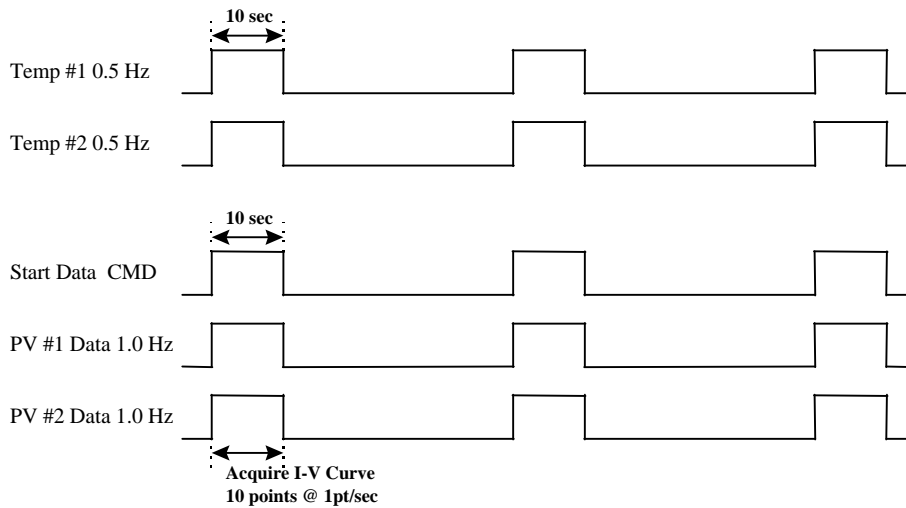 10 sec
Temp #1 0.5 Hz
Temp #2 0.5 Hz
10 sec
Start Data CMD
PV #1 Data 1.0 Hz
PV #2 Data 1.0 Hz
Acquire I-V Curve
10 points @ 1pt/sec